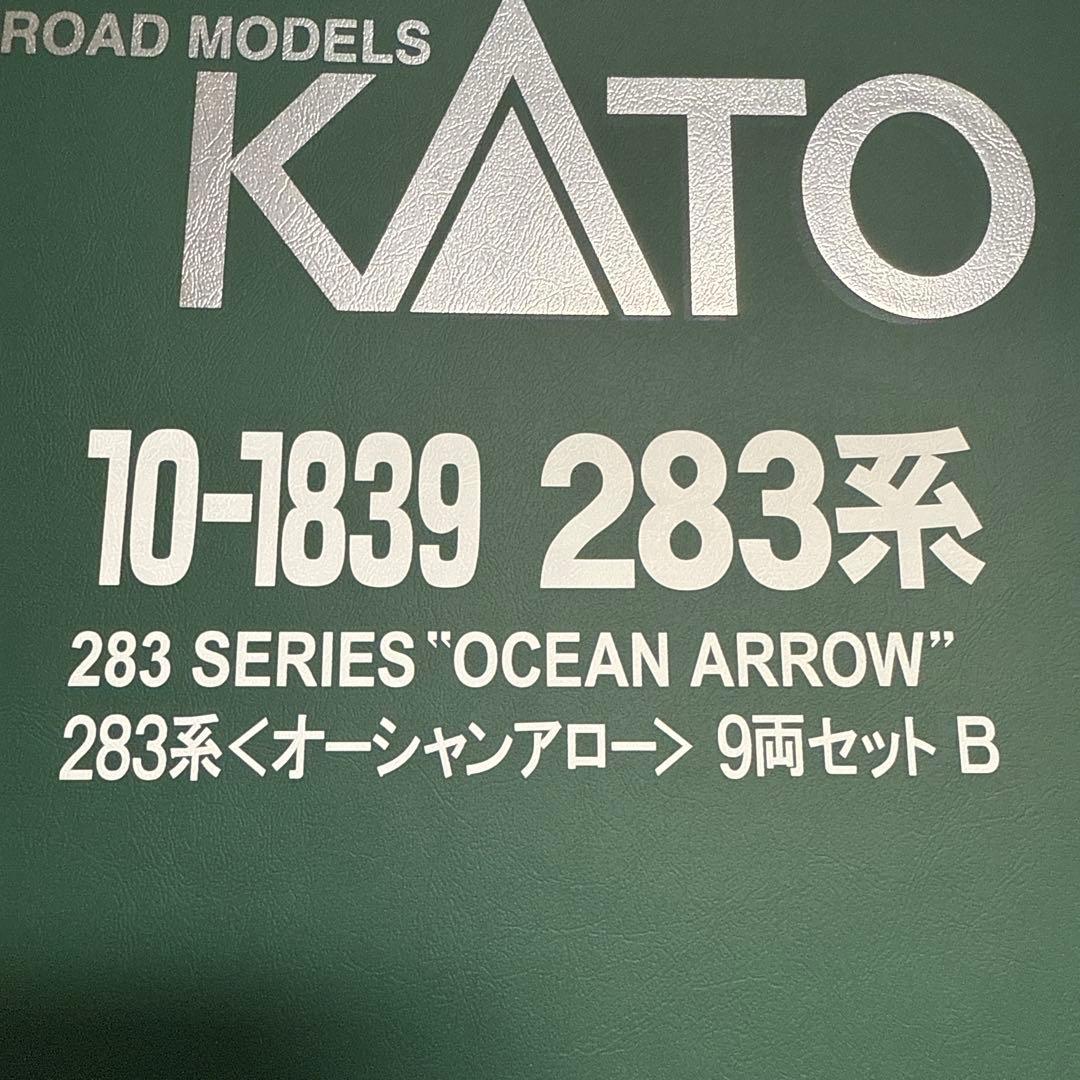 ROAD MODELS
KATO
10-1839 283系
283 SERIES “OCEAN ARROW”
283系<オーシャンアロー> 9両セット B